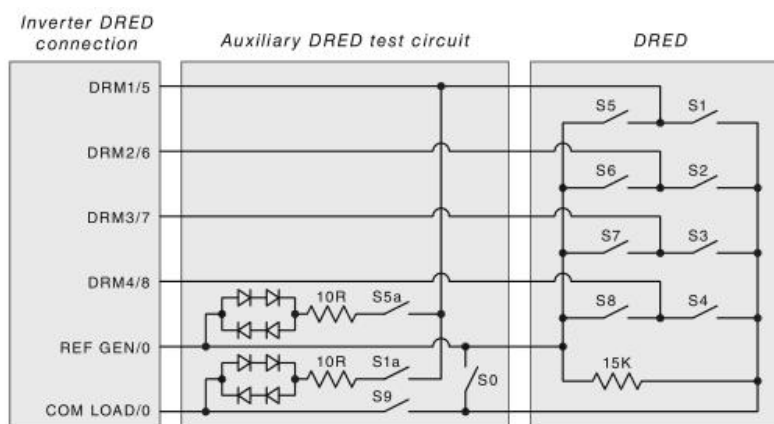 Inverter DRED
connection
Auxiliary DRED test circuit
DRED
DRM1/5
S5
S1
DRM2/6
S6
S2
DRM3/7
S7
S3
DRM4/8
10R
S5a
S8
S4
REF GEN/0
10R
S1a
S0
15K
S9
COM LOAD/0